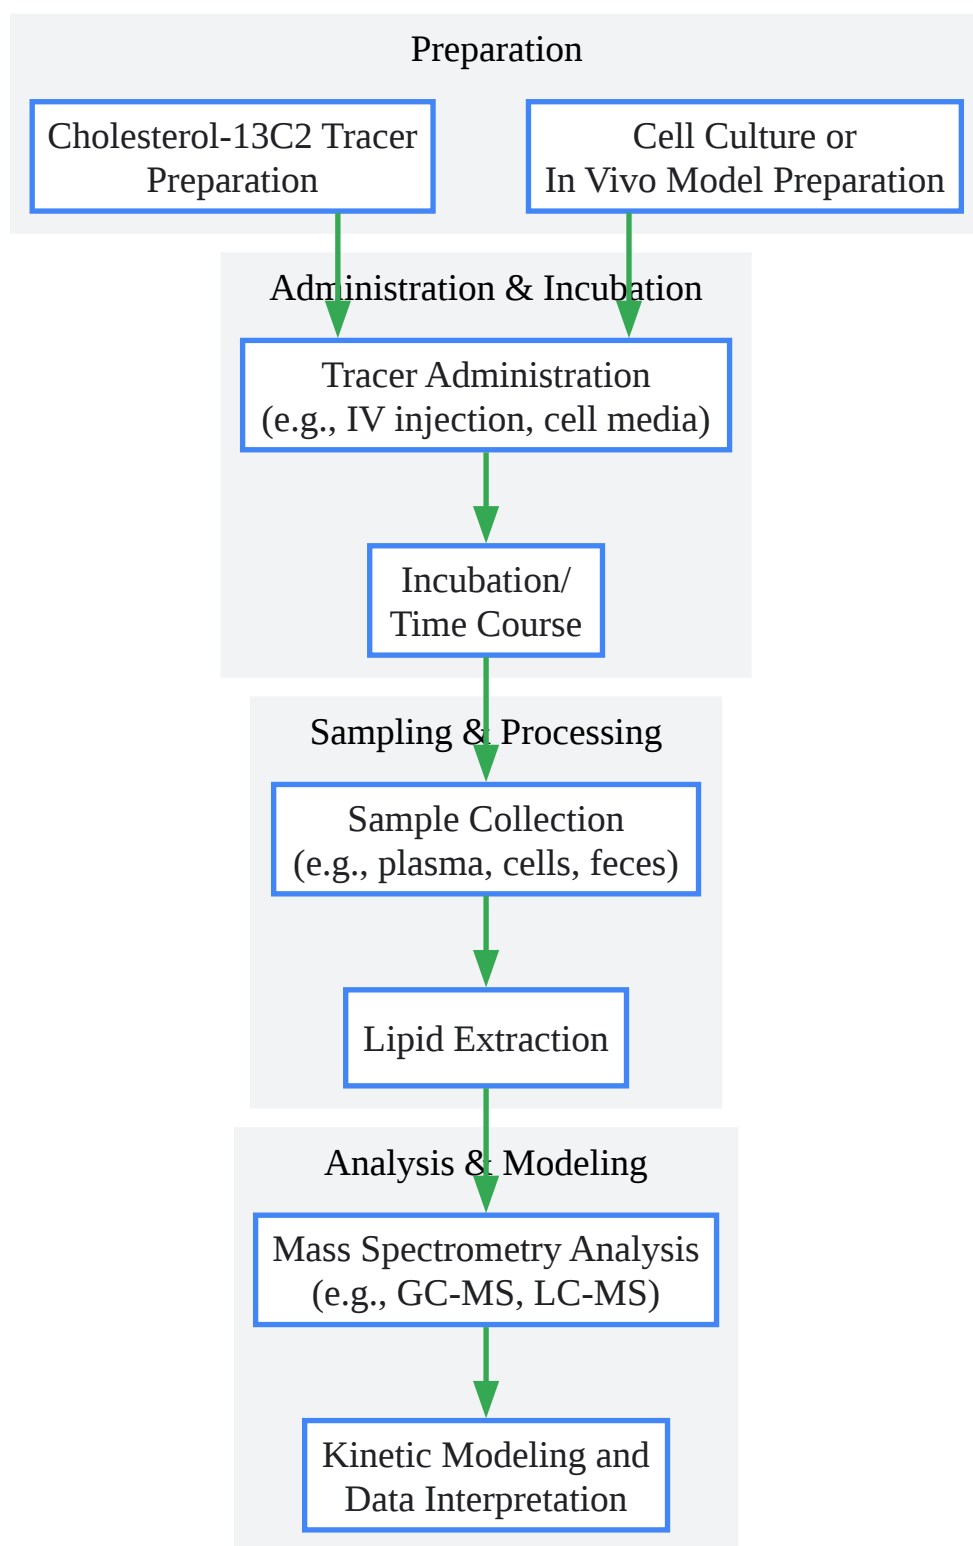 Preparation
Cholesterol-13C2 Tracer
Preparation
Cell Culture or
In Vivo Model Preparation
Administration & Incubation
Tracer Administration
(e.g., IV injection, cell media)
Incubation/
Time Course
Sampling & Processing
Sample Collection
(e.g., plasma, cells, feces)
Lipid Extraction
Analysis & Modeling
Mass Spectrometry Analysis
(e.g., GC-MS, LC-MS)
Kinetic Modeling and
Data Interpretation